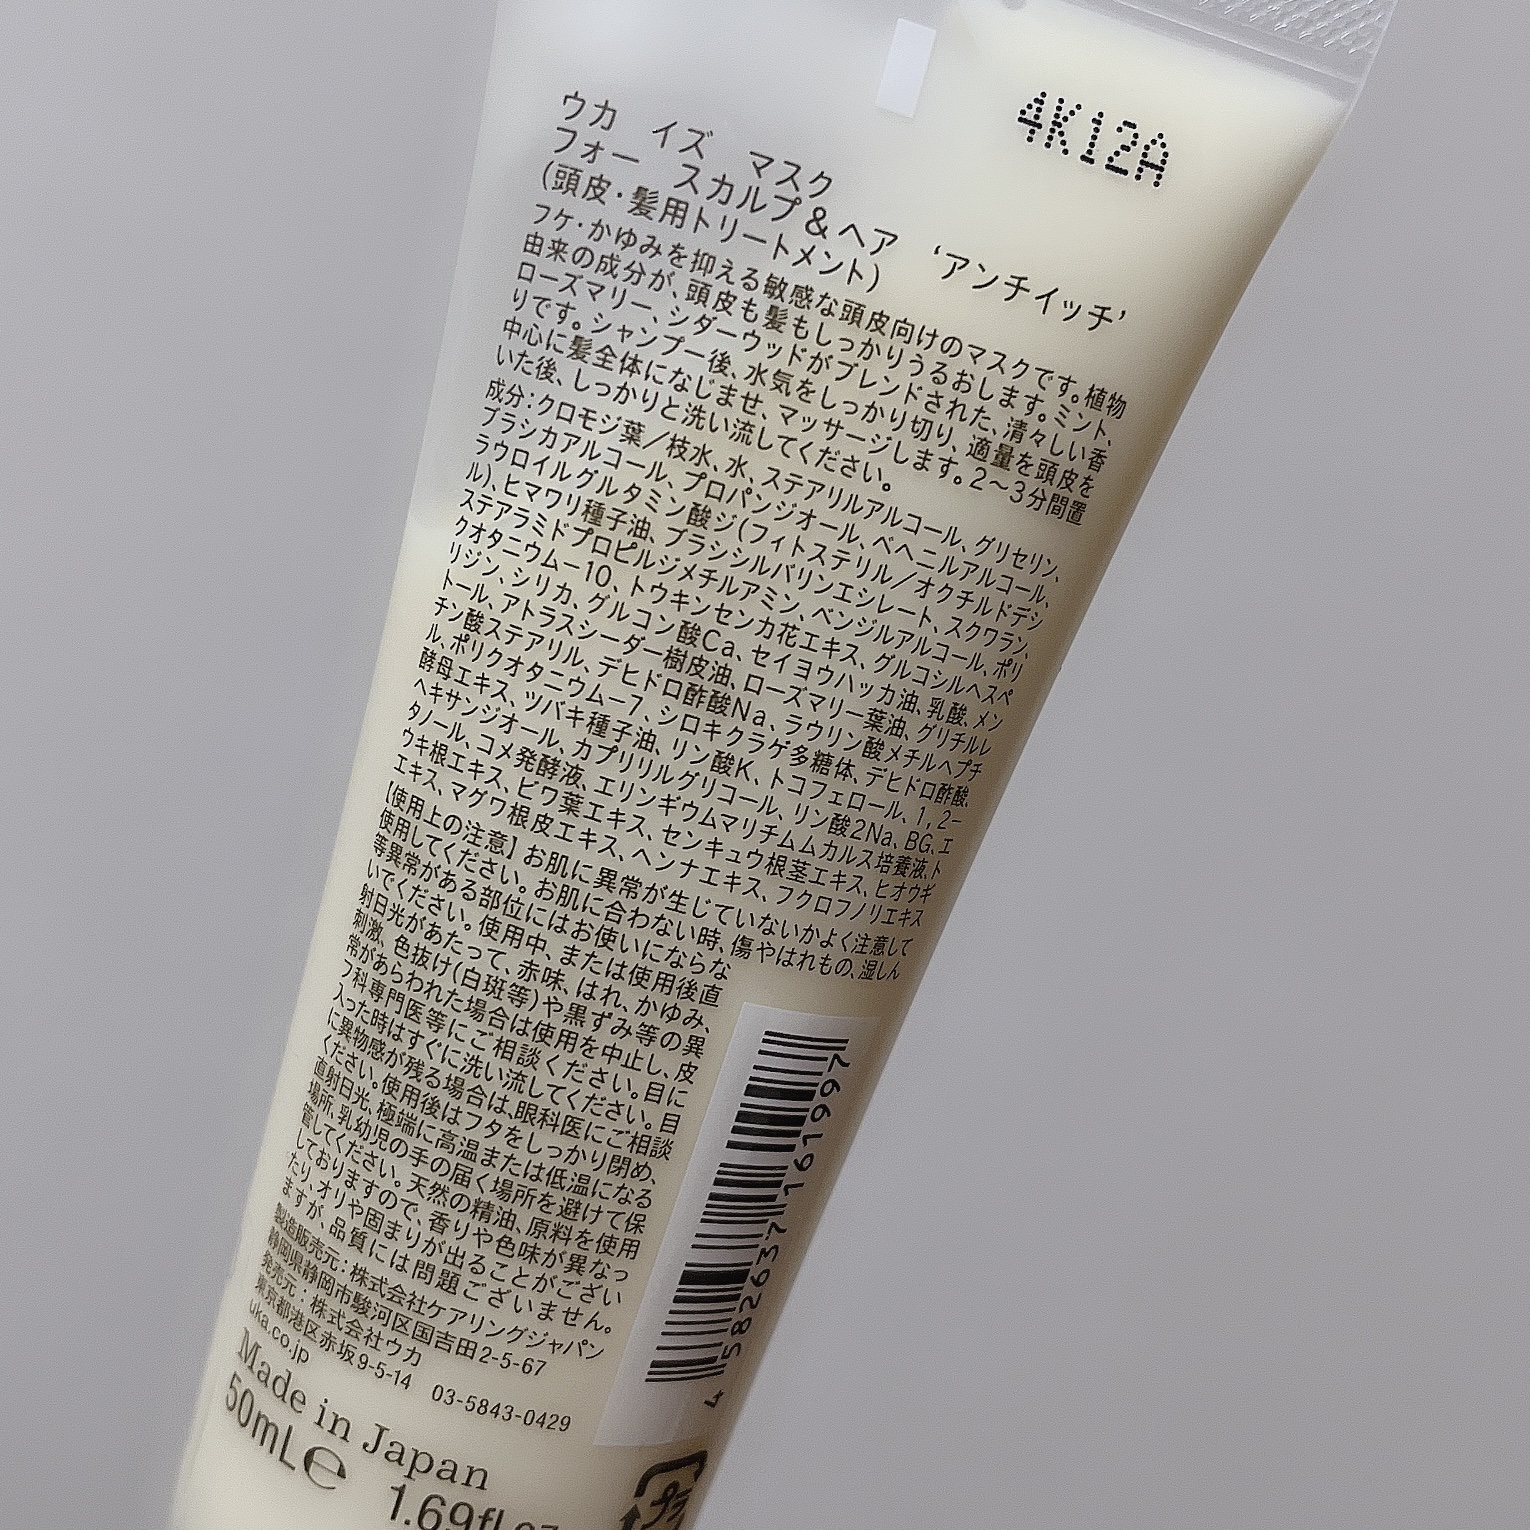 4K12A
ウカ　イズ　マスク
フォー　スカルプ＆ヘア　‘アンチイッチ’
（頭皮・髪用トリートメント）
フケ・かゆみを抑える敏感な頭皮向けのマスクです。植物
由来の成分が、頭皮も髪もしっかりうるおします。ミント、
ローズマリー、シダーウッドがブレンドされた、清々しい香
りです。シャンプー後、水気をしっかり切り、適量を頭皮を
中心に髪全体になじませ、マッサージします。2～3分間置
いた後、しっかりと洗い流してください。
成分：クロモジ葉／枝水、水、ステアリルアルコール、グリセリン、
ブラシカアルコール、プロパンジオール、ベヘニルアルコール、
ラウロイルグルタミン酸ジ（フィトステリル／オクチルドデシ
ル）、ヒマワリ種子油、ブラシシルバリンエシレート、スクワラン、
ステアラミドプロピルジメチルアミン、ベンジルアルコール、ポリ
クオタニウム－10、トウキンセンカ花エキス、グルコシルヘスペ
リジン、シリカ、グルコン酸Ca、セイヨウハッカ油、乳酸、メン
トール、アトラスシーダー樹皮油、ローズマリー葉油、グリチルレ
チン酸ステアリル、デヒドロ酢酸Na、ラウリン酸メチルヘプチ
ル、ポリクオタニウム－7、シロキクラゲ多糖体、デヒドロ酢酸、
酵母エキス、ツバキ種子油、リン酸K、トコフェロール、1，2－
ヘキサンジオール、カプリリルグリコール、リン酸2Na、BG、エ
タノール、コメ発酵液、エリンギウムマリチムムカルス培養液、ト
ウキ根エキス、ビワ葉エキス、センキュウ根茎エキス、ヒオウギ
エキス、マグワ根皮エキス、ヘンナエキス、フクロフノリエキス
【使用上の注意】お肌に異常が生じていないかよく注意して
使用してください。お肌に合わない時、傷やはれもの、湿しん
等異常がある部位にはお使いにならな
いでください。使用中、または使用後直
射日光があたって、赤味、はれ、かゆみ、
刺激、色抜け（白斑等）や黒ずみ等の異
常があらわれた場合は使用を中止し、皮
フ科専門医等にご相談ください。目に
入った時はすぐに洗い流してください。目
に異物感が残る場合は、眼科医にご相談
ください。使用後はフタをしっかり閉め、
直射日光、極端に高温または低温になる
場所、乳幼児の手の届く場所を避けて保
管してください。天然の精油、原料を使用
しておりますので、香りや色味が異なっ
たり、オリや固まりが出ることがござい
ますが、品質には問題ございません。
製造販売元：株式会社ケアリングジャパン
静岡県静岡市駿河区国吉田2-5-67
発売元：株式会社ウカ
東京都港区赤坂9-5-14　03-5843-0429
uka.co.jp
Made in Japan
50mL℮
1.69fl oz
4582637191667
プラ